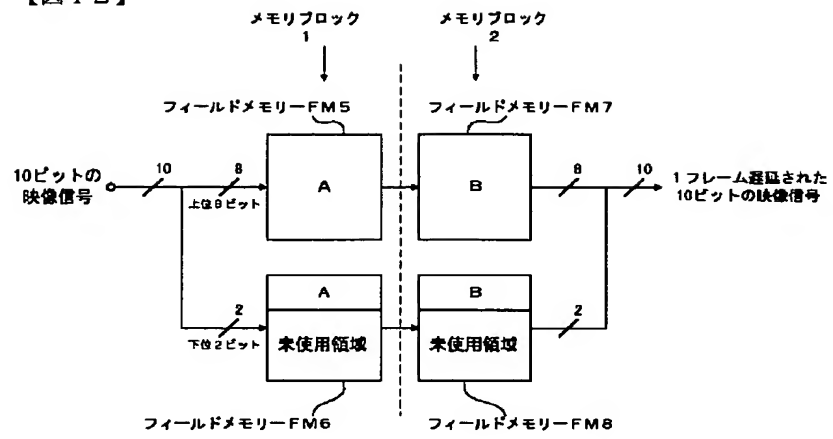 メモリブロック
1
メモリブロック
2
フィールドメモリーFM5
フィールドメモリーFM7
10ビットの
映像信号
10
8
上位8ビット
A
B
8
10
1フレーム遅延された
10ビットの映像信号
2
下位2ビット
A
未使用領域
B
未使用領域
2
フィールドメモリーFM6
フィールドメモリーFM8